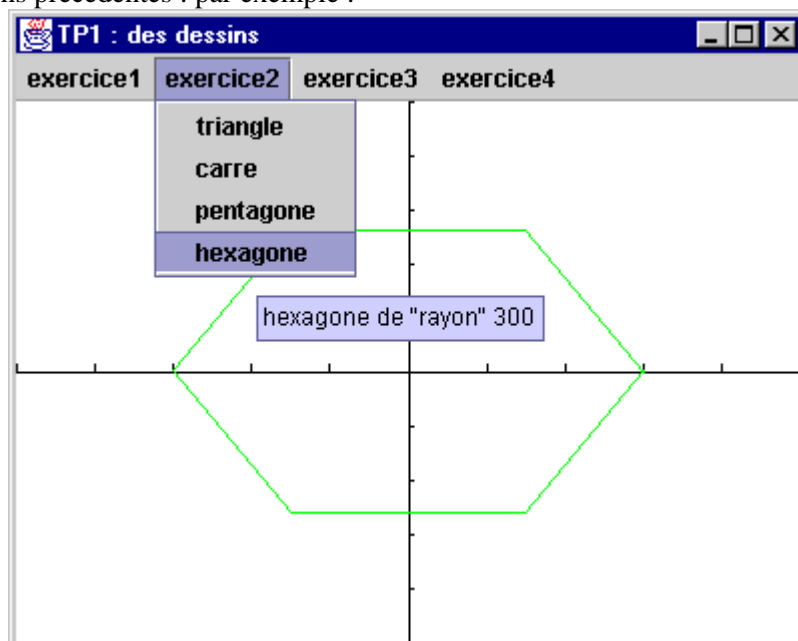 TP1 : des dessins
exercice1 exercice2 exercice3 exercice4
triangle
carre
pentagone
hexagone
hexagone de "rayon" 300